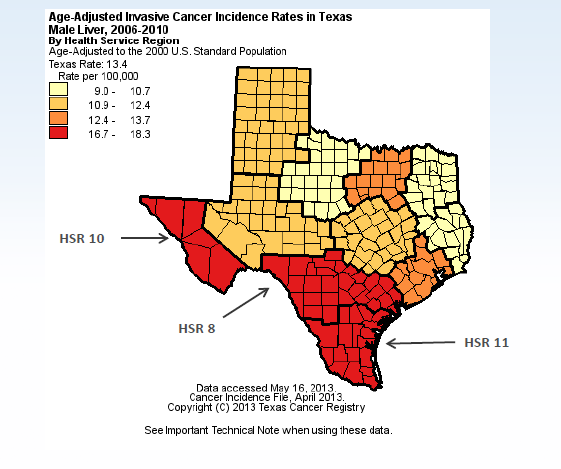 Age-Adjusted Invasive Cancer Incidence Rates in Texas
Male Liver, 2006-2010
By Health Service Region
Age-Adjusted to the 2000 U.S. Standard Population
Texas Rate: 13.4
Rate per 100,000
9.0 - 10.7
10.9 - 12.4
12.4 - 13.7
16.7 - 18.3
HSR 10
HSR 8
HSR 11
Data accessed May 16, 2013.
Cancer Incidence File, April 2013.
Copyright (C) 2013 Texas Cancer Registry
See Important Technical Note when using these data.